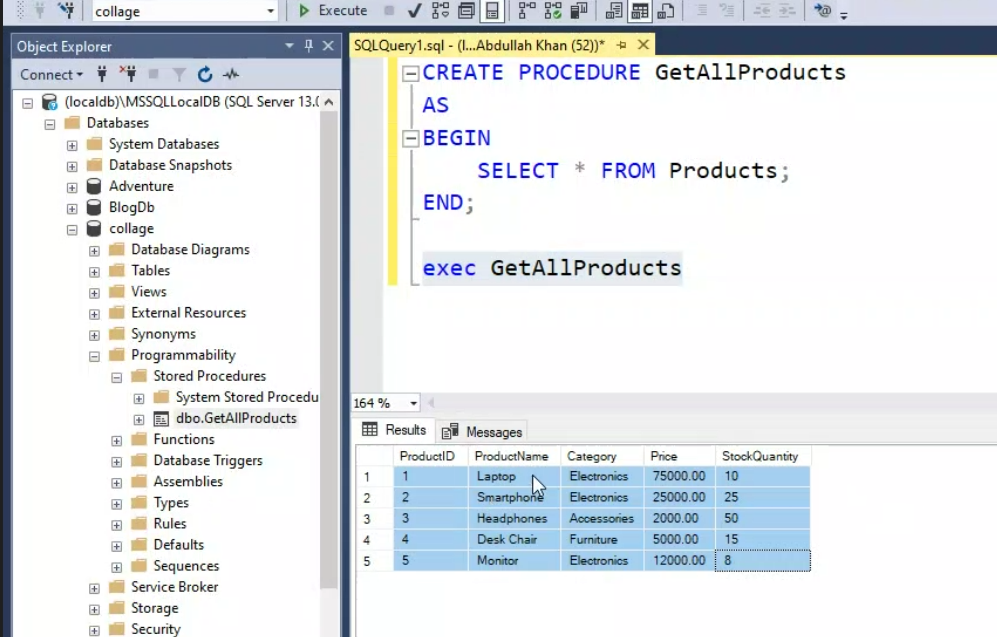 collage
Execute
Object Explorer
SQLQuery1.sql - (l...Abdullah Khan (52))*
Connect
(localdb)\MSSQLLocalDB (SQL Server 13.0
Databases
System Databases
Database Snapshots
Adventure
BlogDb
collage
Database Diagrams
Tables
Views
External Resources
Synonyms
Programmability
Stored Procedures
System Stored Procedu
dbo.GetAllProducts
Functions
Database Triggers
Assemblies
Types
Rules
Defaults
Sequences
Service Broker
Storage
Security
CREATE PROCEDURE GetAllProducts
AS
BEGIN
SELECT * FROM Products;
END;
exec GetAllProducts
164 %
Results Messages
ProductID ProductName Category Price StockQuantity
1 1 Laptop Electronics 75000.00 10
2 2 Smartphone Electronics 25000.00 25
3 3 Headphones Accessories 2000.00 50
4 4 Desk Chair Furniture 5000.00 15
5 5 Monitor Electronics 12000.00 8